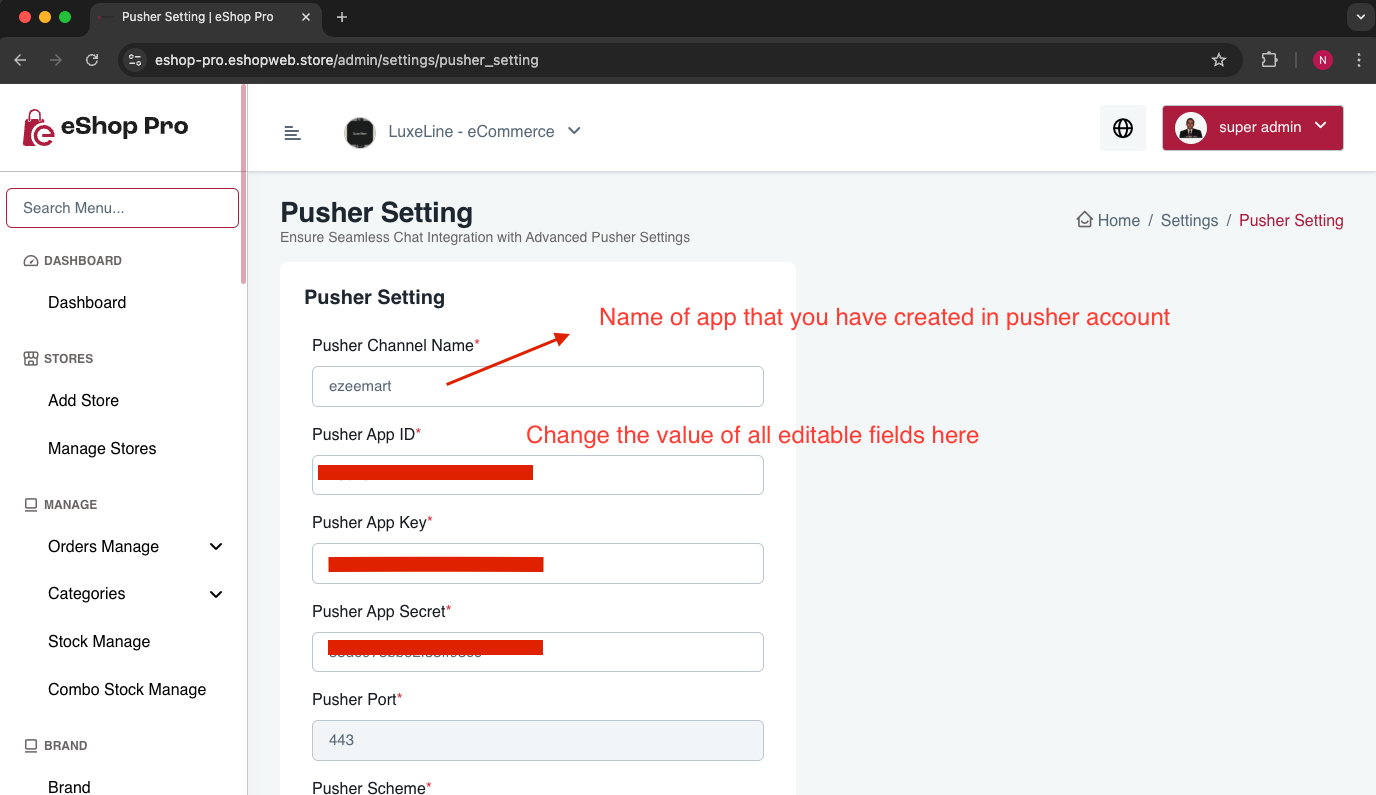 Pusher Setting | eShop Pro
eshop-pro.eshopweb.store/admin/settings/pusher_setting
N
eShop Pro
LuxeLine - eCommerce
super admin
Search Menu...
DASHBOARD
Dashboard
STORES
Add Store
Manage Stores
MANAGE
Orders Manage
Categories
Stock Manage
Combo Stock Manage
BRAND
Brand
Pusher Setting
Ensure Seamless Chat Integration with Advanced Pusher Settings
Home / Settings / Pusher Setting
Pusher Setting
Name of app that you have created in pusher account
Pusher Channel Name*
ezeemart
Pusher App ID*
Change the value of all editable fields here
Pusher App Key*
Pusher App Secret*
Pusher Port*
443
Pusher Scheme*